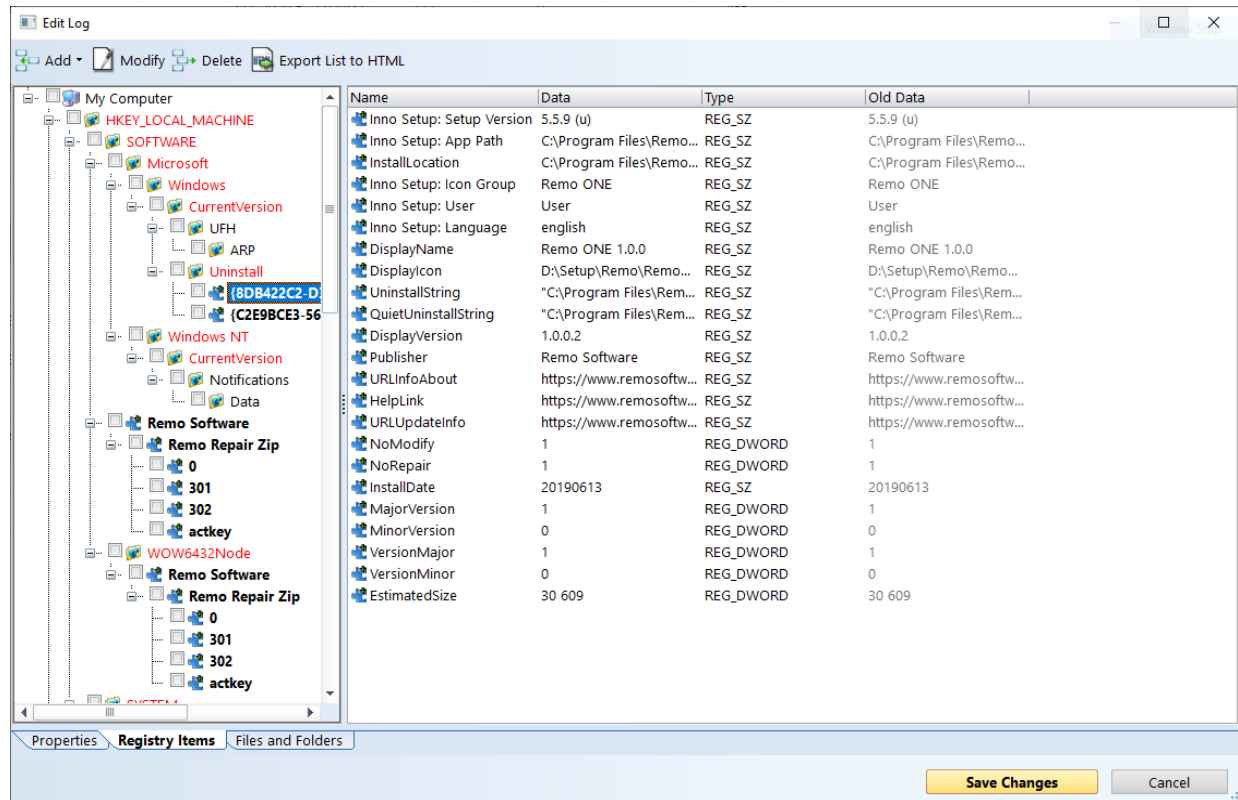 Edit Log
Add Modify Delete Export List to HTML
My Computer
HKEY_LOCAL_MACHINE
SOFTWARE
Microsoft
Windows
CurrentVersion
UFH
ARP
Uninstall
{8DB422C2-D
{C2E9BCE3-56
Windows NT
CurrentVersion
Notifications
Data
Remo Software
Remo Repair Zip
0
301
302
actkey
WOW6432Node
Remo Software
Remo Repair Zip
0
301
302
actkey
SYSTEM
Name Data Type Old Data
Inno Setup: Setup Version 5.5.9 (u) REG_SZ 5.5.9 (u)
Inno Setup: App Path C:\Program Files\Remo... REG_SZ C:\Program Files\Remo...
InstallLocation C:\Program Files\Remo... REG_SZ C:\Program Files\Remo...
Inno Setup: Icon Group Remo ONE REG_SZ Remo ONE
Inno Setup: User User REG_SZ User
Inno Setup: Language english REG_SZ english
DisplayName Remo ONE 1.0.0 REG_SZ Remo ONE 1.0.0
DisplayIcon D:\Setup\Remo\Remo... REG_SZ D:\Setup\Remo\Remo...
UninstallString "C:\Program Files\Rem... REG_SZ "C:\Program Files\Rem...
QuietUninstallString "C:\Program Files\Rem... REG_SZ "C:\Program Files\Rem...
DisplayVersion 1.0.0.2 REG_SZ 1.0.0.2
Publisher Remo Software REG_SZ Remo Software
URLInfoAbout https://www.remosoftw... REG_SZ https://www.remosoftw...
HelpLink https://www.remosoftw... REG_SZ https://www.remosoftw...
URLUpdateInfo https://www.remosoftw... REG_SZ https://www.remosoftw...
NoModify 1 REG_DWORD 1
NoRepair 1 REG_DWORD 1
InstallDate 20190613 REG_SZ 20190613
MajorVersion 1 REG_DWORD 1
MinorVersion 0 REG_DWORD 0
VersionMajor 1 REG_DWORD 1
VersionMinor 0 REG_DWORD 0
EstimatedSize 30 609 REG_DWORD 30 609
Properties Registry Items Files and Folders
Save Changes Cancel